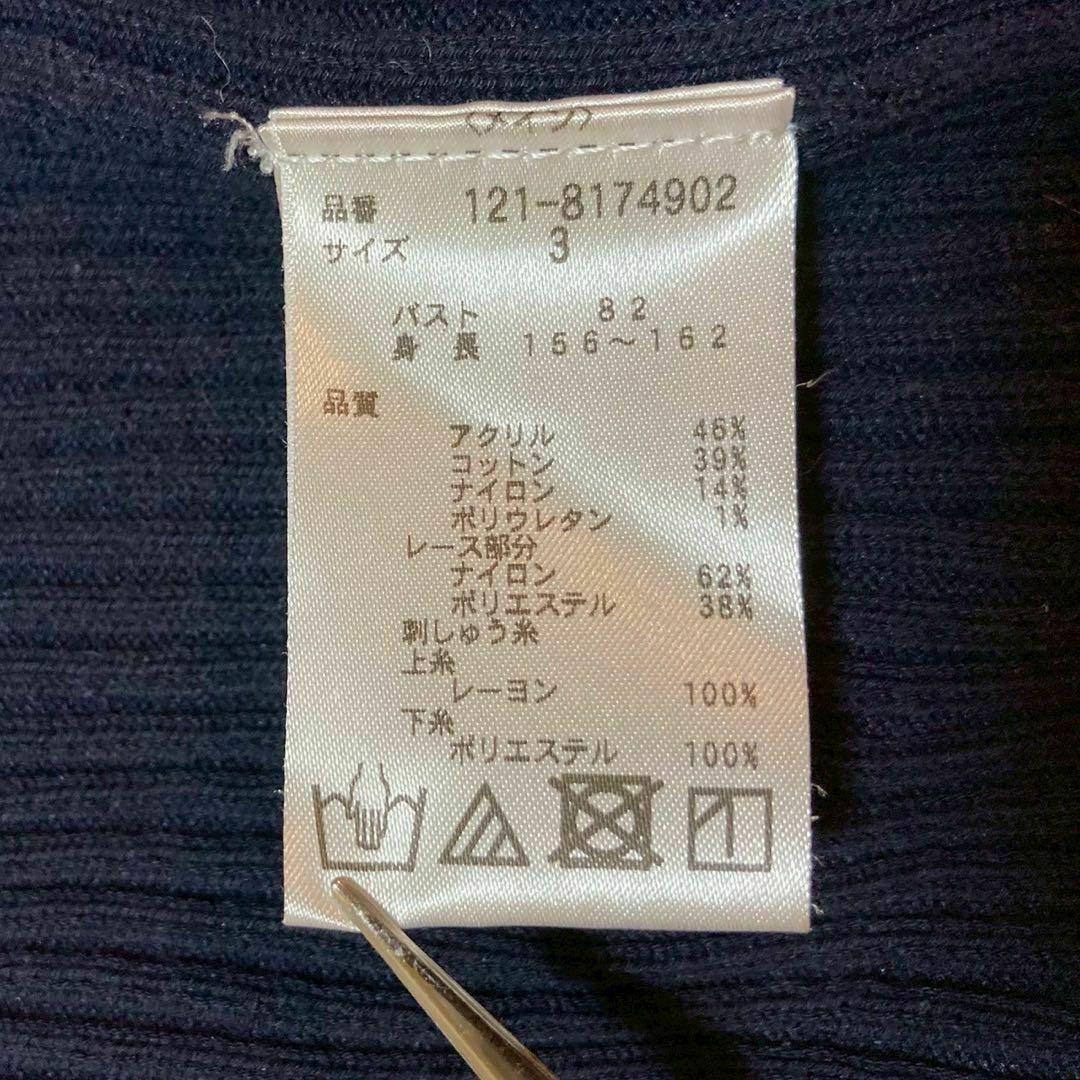 品番 121-8174902
サイズ 3
バスト 82
身長 156～162
品質
アクリル 46%
コットン 39%
ナイロン 14%
ポリウレタン 1%
レース部分
ナイロン 62%
ポリエステル 38%
刺しゅう糸
上糸
レーヨン 100%
下糸
ポリエステル 100%